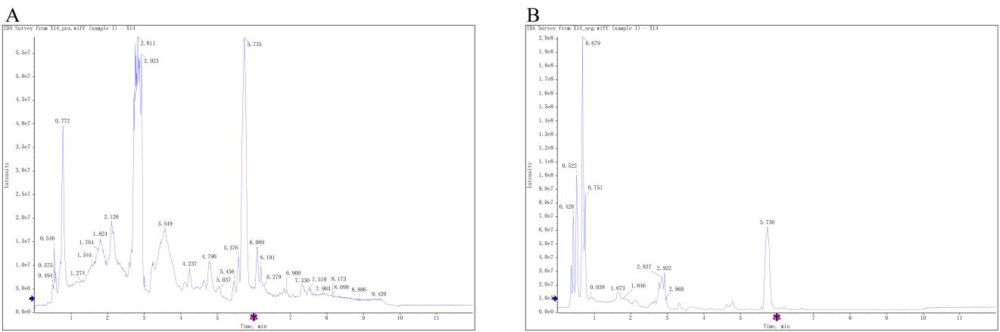 A
IDA Survey from X14_pos.wiff (sample 1) - X14
2.811
5.735
5.5e7
2.923
5.0e7
4.5e7
0.772
4.0e7
3.5e7
3.0e7
Intensity
2.5e7
2.126
3.549
2.0e7
1.824
0.540
1.704
1.5e7
5.576
6.089
1.544
4.790
6.191
0.575
1.0e7
1.274
4.237
5.456
6.900
0.494
5.037
6.279
7.330
7.518
8.173
5.0e6
7.903
8.099
8.886
9.420
0.0e0
1 2 3 4 5 7 8 9 10 11
Time, min
B
IDA Survey from X14_neg.wiff (sample 1) - X14
2.0e8
0.679
1.9e8
1.8e8
1.7e8
1.6e8
1.5e8
1.4e8
1.3e8
1.2e8
1.1e8
Intensity
0.522
1.0e8
9.0e7
0.751
8.0e7
0.428
7.0e7
5.736
6.0e7
5.0e7
4.0e7
2.837
2.922
3.0e7
2.0e7
0.939
1.673
1.846
2.968
1.0e7
0.0e0
1 2 3 4 5 7 8 9 10 11
Time, min